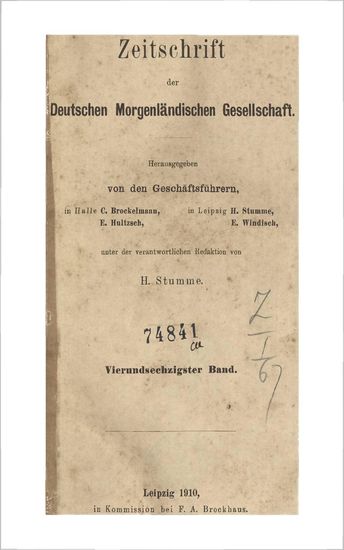 Zeitschrift
der
Deutschen Morgenländischen Gesellschaft.
Herausgegeben
von den Geschäftsführern,
in Halle C. Brockelmann, in Leipzig H. Stumme,
E. Hultzsch, E. Windisch,
unter der verantwortlichen Redaktion von
H. Stumme.
74841
Vierundsechzigster Band.
Leipzig 1910,
in Kommission bei F. A. Brockhaus.